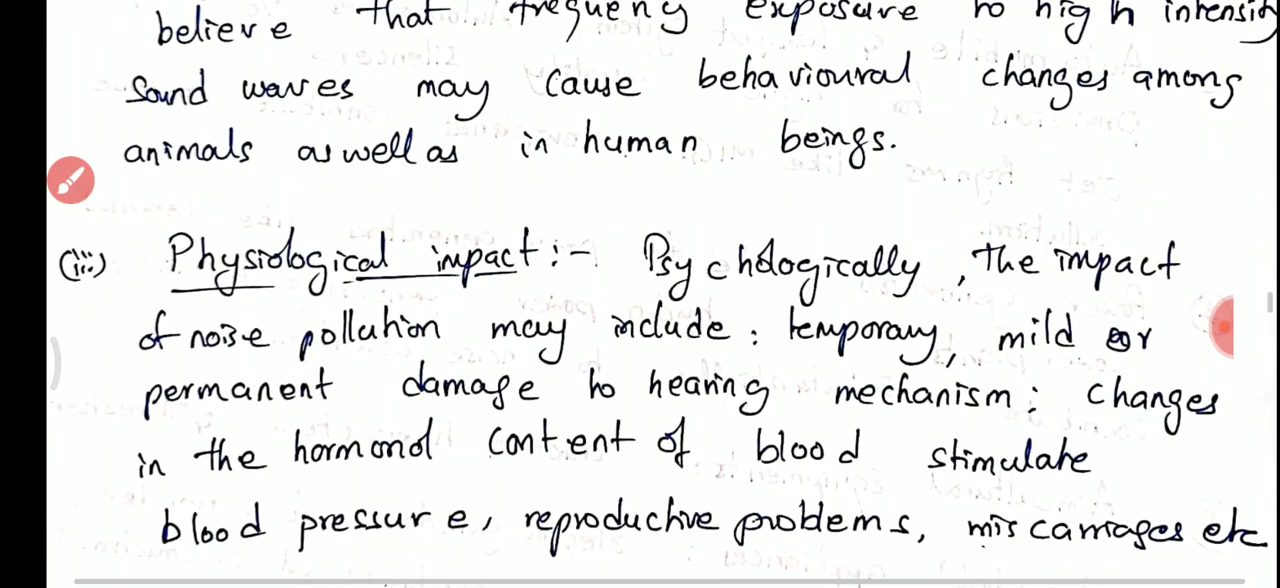 believe that frequeny exposure to high intensity
sound waves may cause behavioural changes among
animals as well as in human beings.
(iii) Physiological impact :- Psychologically, the impact
of noise pollution may include : temporary, mild or
permanent damage to hearing mechanism; changes
in the hormonol content of blood stimulate
blood pressure, reproductive problems, miscarriages etc